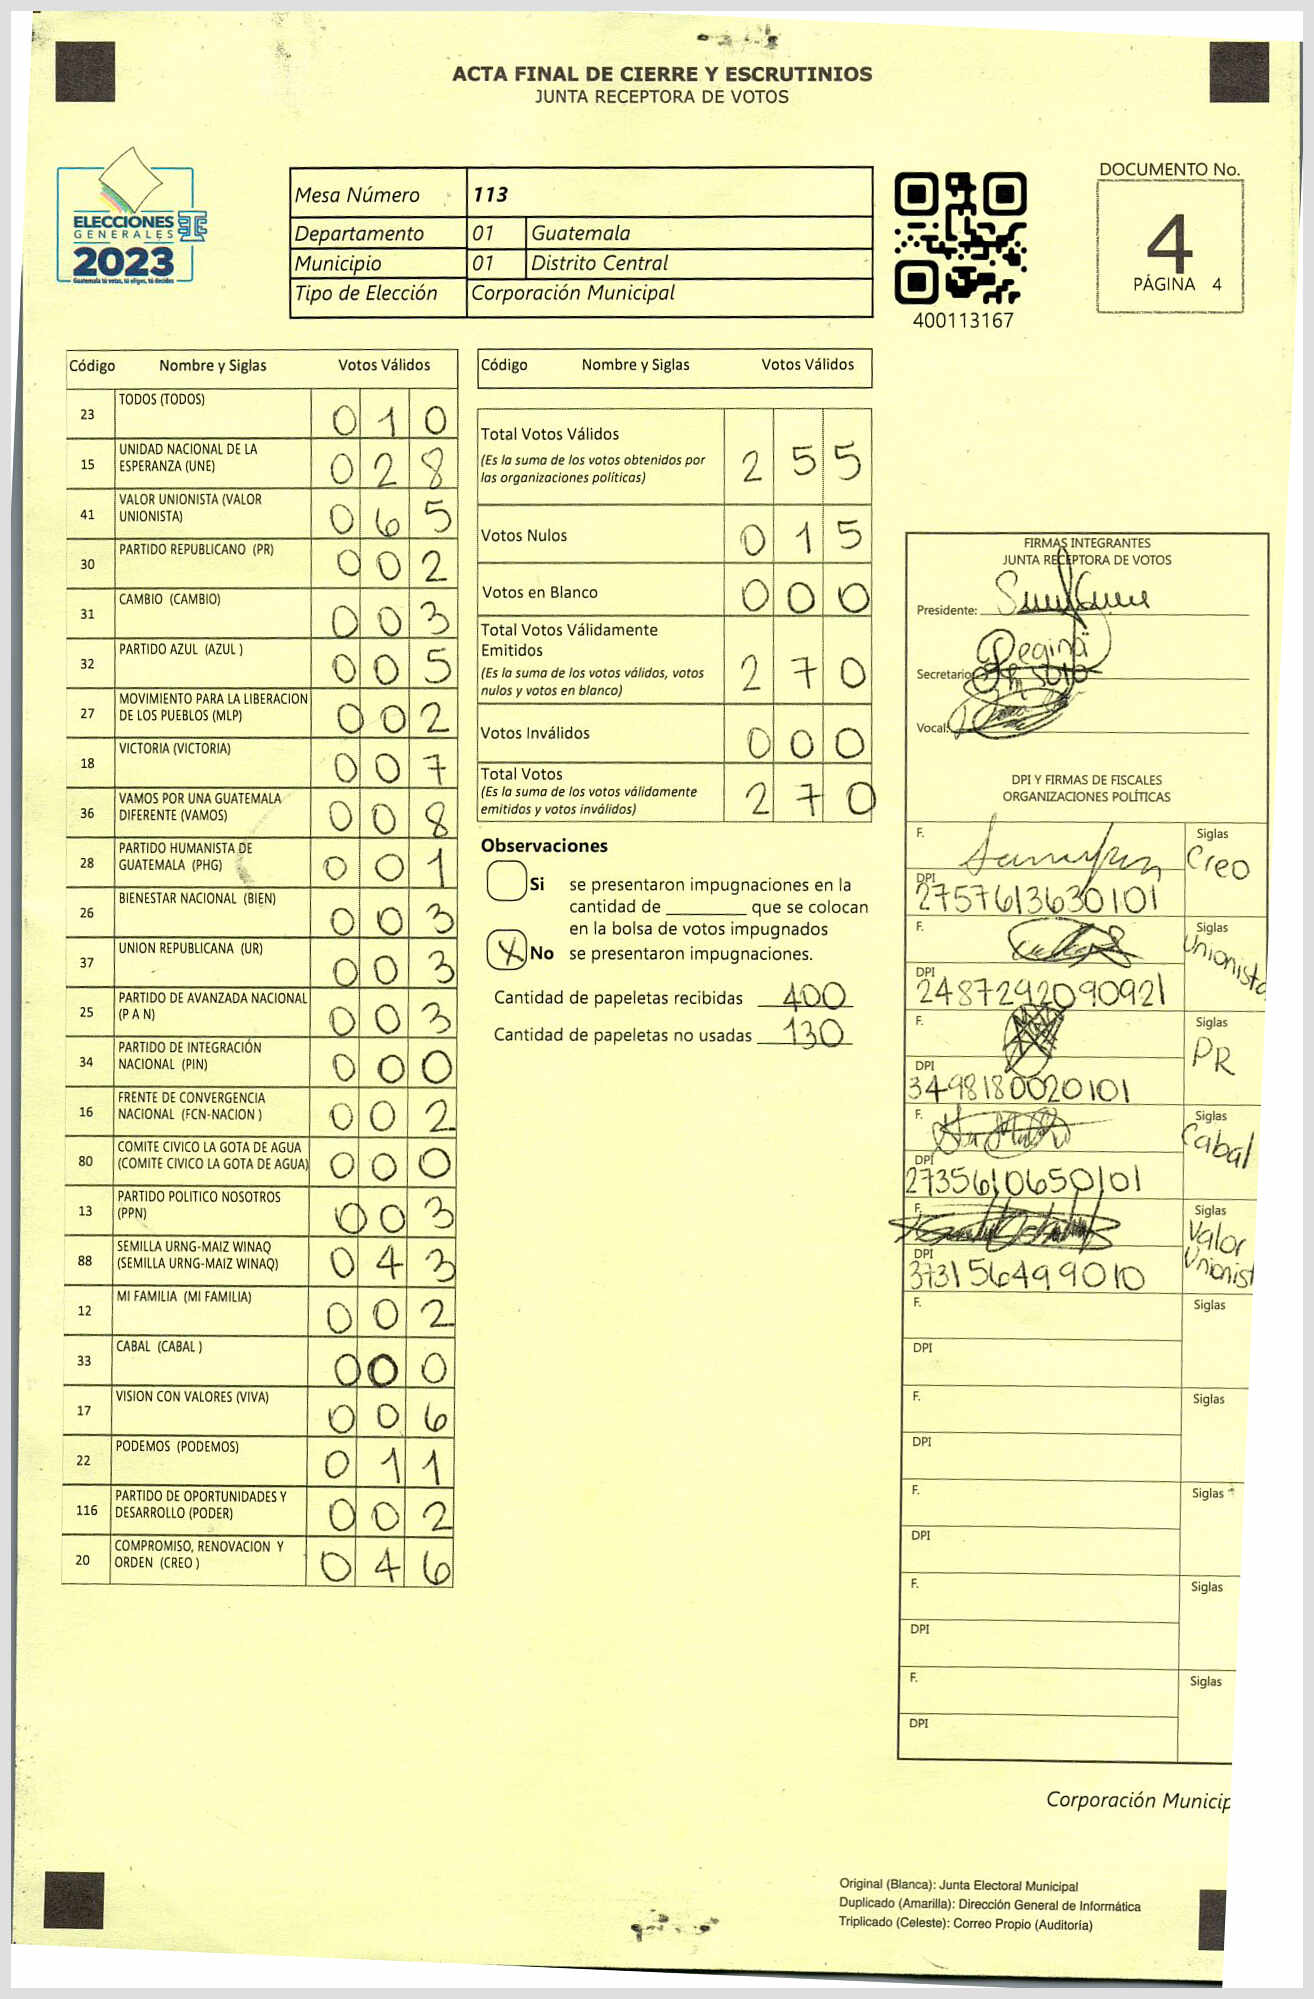 ACTA FINAL DE CIERRE Y ESCRUTINIOS
JUNTA RECEPTORA DE VOTOS
ELECCIONES
GENERALES
2023
Guatemala tú votas, tú eliges, tú decides
Mesa Número 113
Departamento 01 Guatemala
Municipio 01 Distrito Central
Tipo de Elección Corporación Municipal
400113167
DOCUMENTO No.
4
PÁGINA 4
Código Nombre y Siglas Votos Válidos
23 TODOS (TODOS) 0 1 0
15 UNIDAD NACIONAL DE LA
ESPERANZA (UNE) 0 2 8
41 VALOR UNIONISTA (VALOR
UNIONISTA) 0 6 5
30 PARTIDO REPUBLICANO (PR) 0 0 2
31 CAMBIO (CAMBIO) 0 0 3
32 PARTIDO AZUL (AZUL ) 0 0 5
27 MOVIMIENTO PARA LA LIBERACION
DE LOS PUEBLOS (MLP) 0 0 2
18 VICTORIA (VICTORIA) 0 0 7
36 VAMOS POR UNA GUATEMALA
DIFERENTE (VAMOS) 0 0 8
28 PARTIDO HUMANISTA DE
GUATEMALA (PHG) 0 0 1
26 BIENESTAR NACIONAL (BIEN) 0 0 3
37 UNION REPUBLICANA (UR) 0 0 3
25 PARTIDO DE AVANZADA NACIONAL
(P A N) 0 0 3
34 PARTIDO DE INTEGRACIÓN
NACIONAL (PIN) 0 0 0
16 FRENTE DE CONVERGENCIA
NACIONAL (FCN-NACION ) 0 0 2
80 COMITE CIVICO LA GOTA DE AGUA
(COMITE CIVICO LA GOTA DE AGUA) 0 0 0
13 PARTIDO POLITICO NOSOTROS
(PPN) 0 0 3
88 SEMILLA URNG-MAIZ WINAQ
(SEMILLA URNG-MAIZ WINAQ) 0 4 3
12 MI FAMILIA (MI FAMILIA) 0 0 2
33 CABAL (CABAL ) 0 0 0
17 VISION CON VALORES (VIVA) 0 0 6
22 PODEMOS (PODEMOS) 0 1 1
116 PARTIDO DE OPORTUNIDADES Y
DESARROLLO (PODER) 0 0 2
20 COMPROMISO, RENOVACION Y
ORDEN (CREO ) 0 4 6
Código Nombre y Siglas Votos Válidos
Total Votos Válidos
(Es la suma de los votos obtenidos por
las organizaciones políticas) 2 5 5
Votos Nulos 0 1 5
Votos en Blanco 0 0 0
Total Votos Válidamente
Emitidos
(Es la suma de los votos válidos, votos
nulos y votos en blanco) 2 7 0
Votos Inválidos 0 0 0
Total Votos
(Es la suma de los votos válidamente
emitidos y votos inválidos) 2 7 0
Observaciones
Si se presentaron impugnaciones en la
cantidad de ________ que se colocan
en la bolsa de votos impugnados
X No se presentaron impugnaciones.
Cantidad de papeletas recibidas 400
Cantidad de papeletas no usadas 130
FIRMAS INTEGRANTES
JUNTA RECEPTORA DE VOTOS
Presidente:
Regina
Secretario
Vocal:
DPI Y FIRMAS DE FISCALES
ORGANIZACIONES POLÍTICAS
F. Siglas
Creo
DPI
2757613630101
F. Siglas
Unionista
DPI
2487292090921
F. Siglas
PR
DPI
3498180020101
F. Siglas
Cabal
DPI
2735610650101
F. Siglas
Valor
Unionist
DPI
3731564999010
F. Siglas
DPI
F. Siglas
DPI
F. Siglas
DPI
F. Siglas
DPI
F. Siglas
DPI
Corporación Municip
Original (Blanca): Junta Electoral Municipal
Duplicado (Amarilla): Dirección General de Informática
Triplicado (Celeste): Correo Propio (Auditoría)